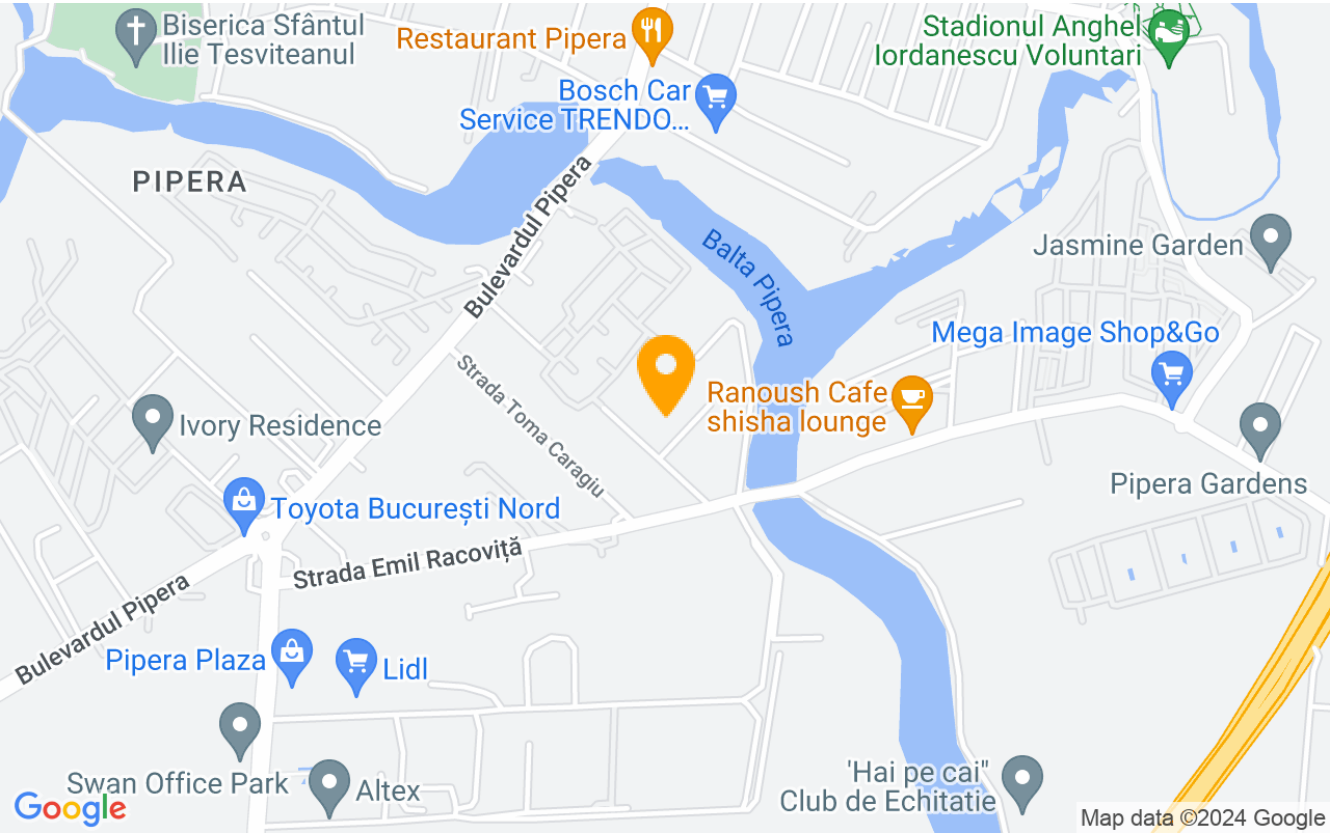 Biserica Sfântul
Ilie Tesviteanul
Restaurant Pipera
Stadionul Anghel
Iordanescu Voluntari
Bosch Car
Service TRENDO...
PIPERA
Bulevardul Pipera
Balta Pipera
Jasmine Garden
Mega Image Shop&Go
Strada Toma Caragiu
Ranoush Cafe
shisha lounge
Ivory Residence
Pipera Gardens
Toyota București Nord
Strada Emil Racoviță
Bulevardul Pipera
Pipera Plaza
Lidl
Swan Office Park
Altex
'Hai pe cai"
Club de Echitatie
Google
Map data ©2024 Google